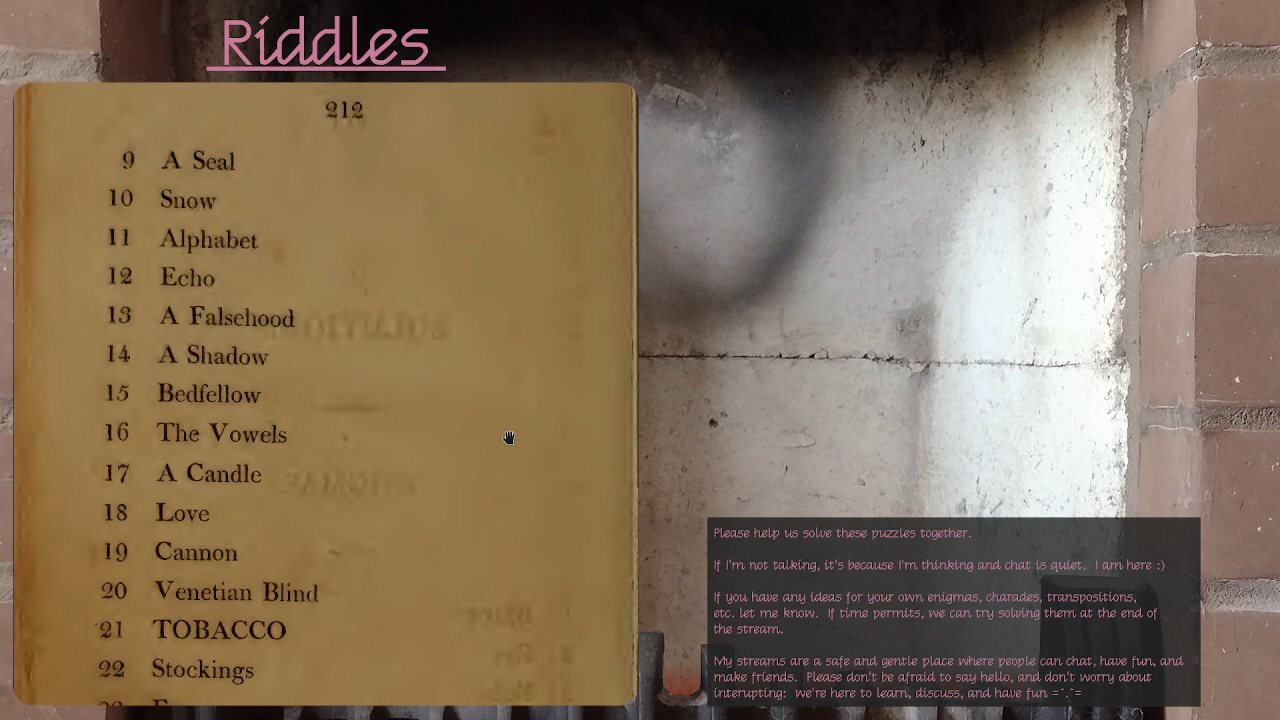 Riddles
212
9 A Seal
10 Snow
11 Alphabet
12 Echo
13 A Falsehood
14 A Shadow
15 Bedfellow
16 The Vowels
17 A Candle
18 Love
19 Cannon
20 Venetian Blind
21 TOBACCO
22 Stockings
Please help us solve these puzzles together.
If I'm not talking, it's because I'm thinking and chat is quiet. I am here :)
If you have any ideas for your own enigmas, charades, transpositions,
etc. let me know. If time permits, we can try solving them at the end of
the stream.
My streams are a safe and gentle place where people can chat, have fun, and
make friends. Please don't be afraid to say hello, and don't worry about
interupting: we're here to learn, discuss, and have fun =^.^=